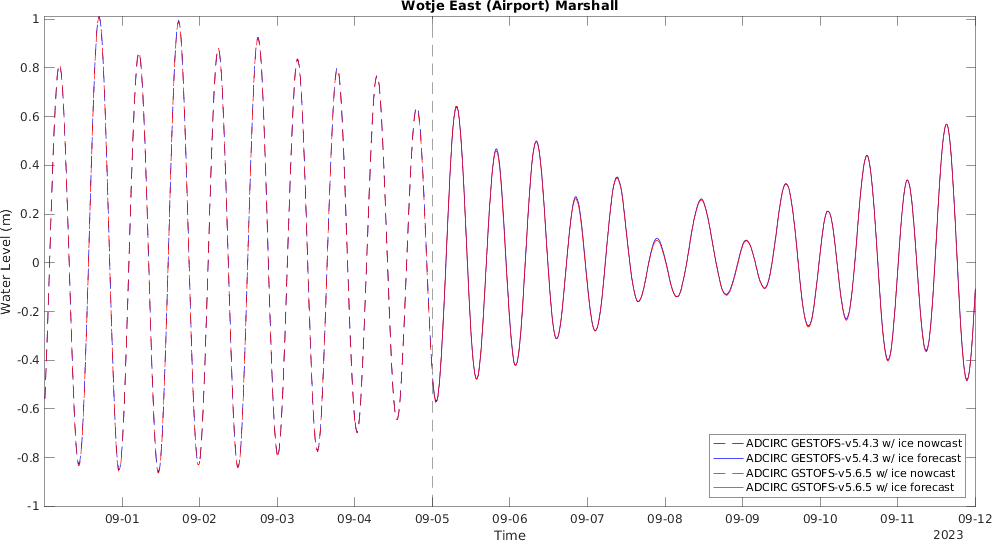 Wotje East (Airport) Marshall
1
0.8
0.6
0.4
0.2
0
-0.2
-0.4
-0.6
-0.8
-1
Water Level (m)
ADCIRC GESTOFS-v5.4.3 w/ ice nowcast
ADCIRC GESTOFS-v5.4.3 w/ ice forecast
ADCIRC GSTOFS-v5.6.5 w/ ice nowcast
ADCIRC GSTOFS-v5.6.5 w/ ice forecast
09-01 09-02 09-03 09-04 09-05 09-06 09-07 09-08 09-09 09-10 09-11 09-12
Time
2023